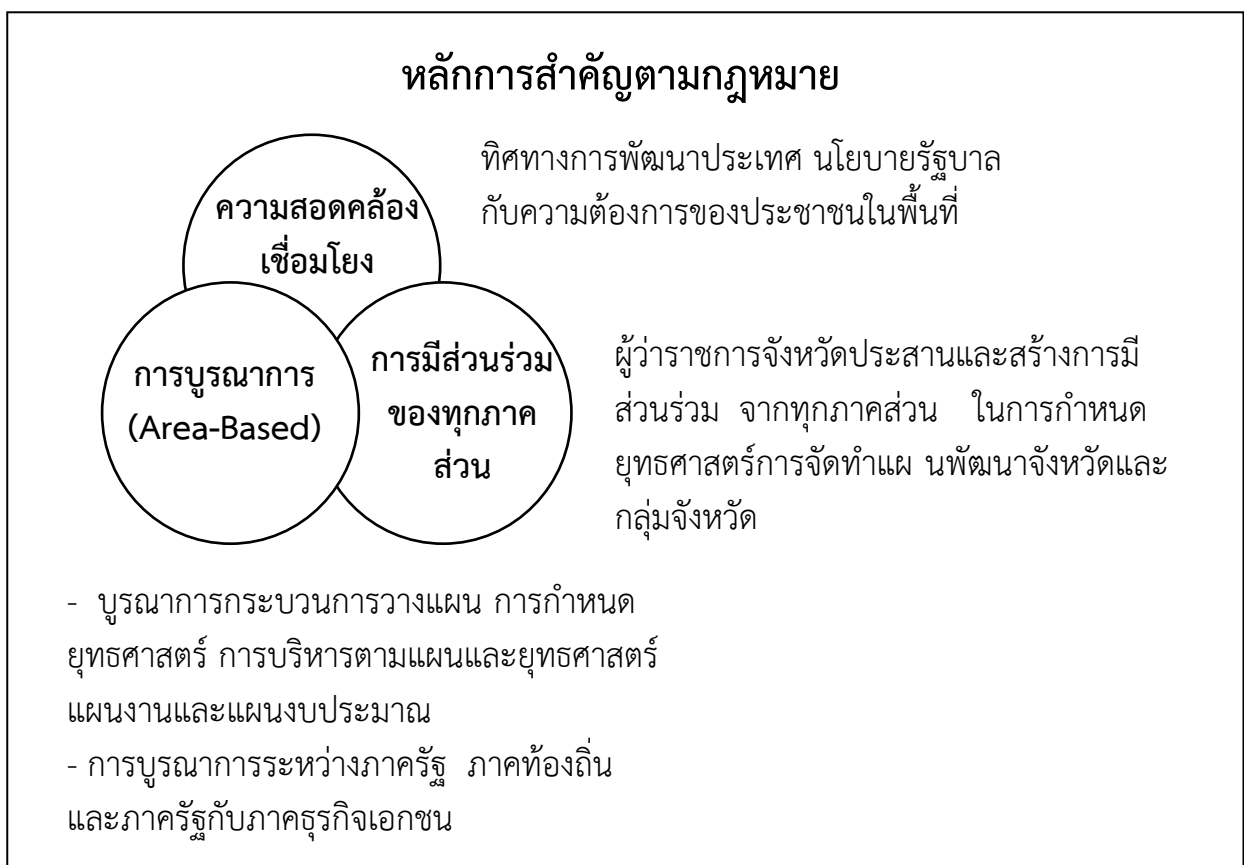 หลักการสำคัญตามกฎหมาย
ความสอดคล้อง
เชื่อมโยง
ทิศทางการพัฒนาประเทศ นโยบายรัฐบาล
กับความต้องการของประชาชนในพื้นที่
การบูรณาการ
(Area-Based)
การมีส่วนร่วม
ของทุกภาค
ส่วน
ผู้ว่าราชการจังหวัดประสานและสร้างการมี
ส่วนร่วม จากทุกภาคส่วน ในการกำหนด
ยุทธศาสตร์การจัดทำแผ นพัฒนาจังหวัดและ
กลุ่มจังหวัด
- บูรณาการกระบวนการวางแผน การกำหนด
ยุทธศาสตร์ การบริหารตามแผนและยุทธศาสตร์
แผนงานและแผนงบประมาณ
- การบูรณาการระหว่างภาครัฐ ภาคท้องถิ่น
และภาครัฐกับภาคธุรกิจเอกชน